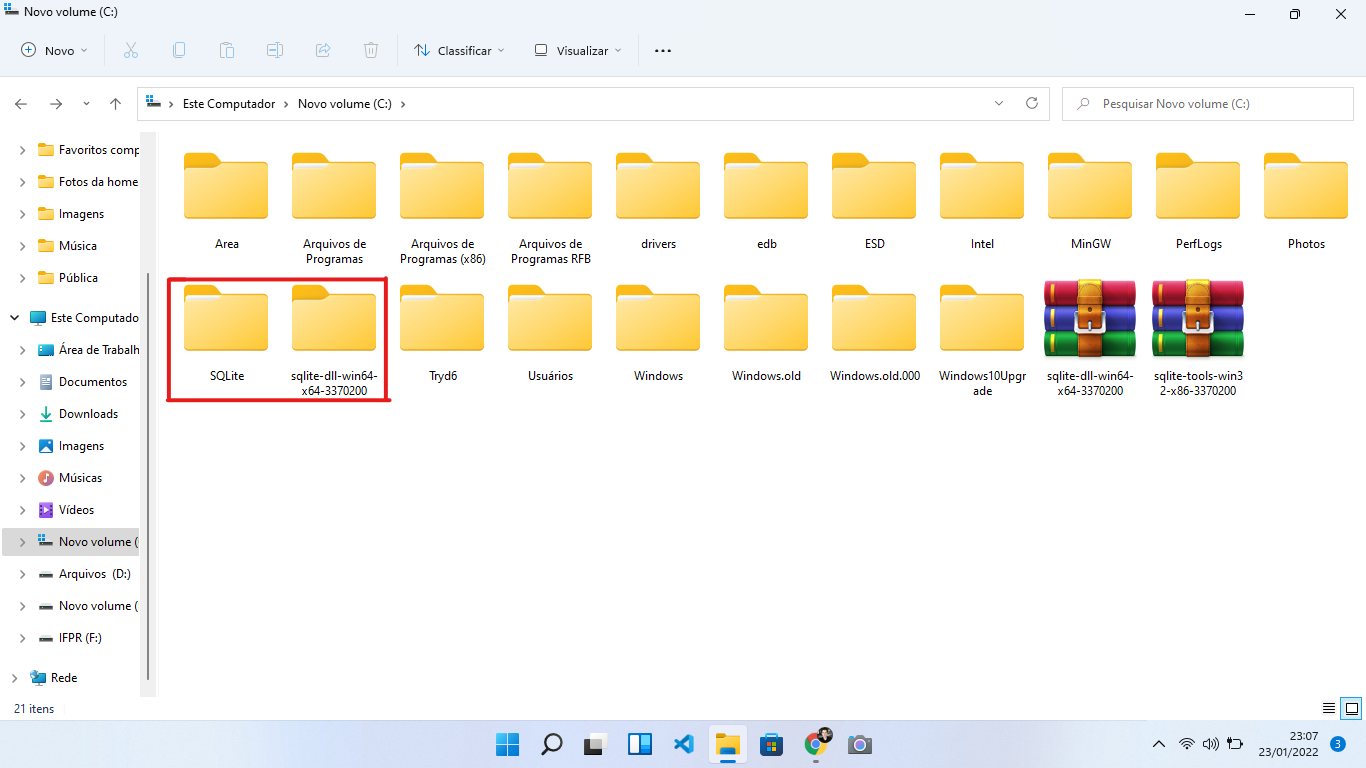 Novo volume (C:)
Novo
Classificar
Visualizar
Este Computador
Novo volume (C:)
Pesquisar Novo volume (C:)
Favoritos comp
Fotos da home
Imagens
Música
Pública
Este Computado
Área de Trabalh
Documentos
Downloads
Imagens
Músicas
Vídeos
Novo volume (
Arquivos (D:)
Novo volume (
IFPR (F:)
Rede
Area
Arquivos de
Programas
Arquivos de
Programas (x86)
Arquivos de
Programas RFB
drivers
edb
ESD
Intel
MinGW
PerfLogs
Photos
SQLite
sqlite-dll-win64-
x64-3370200
Tryd6
Usuários
Windows
Windows.old
Windows.old.000
Windows10Upgr
ade
sqlite-dll-win64-
x64-3370200
sqlite-tools-win3
2-x86-3370200
21 itens
23:07
23/01/2022
3